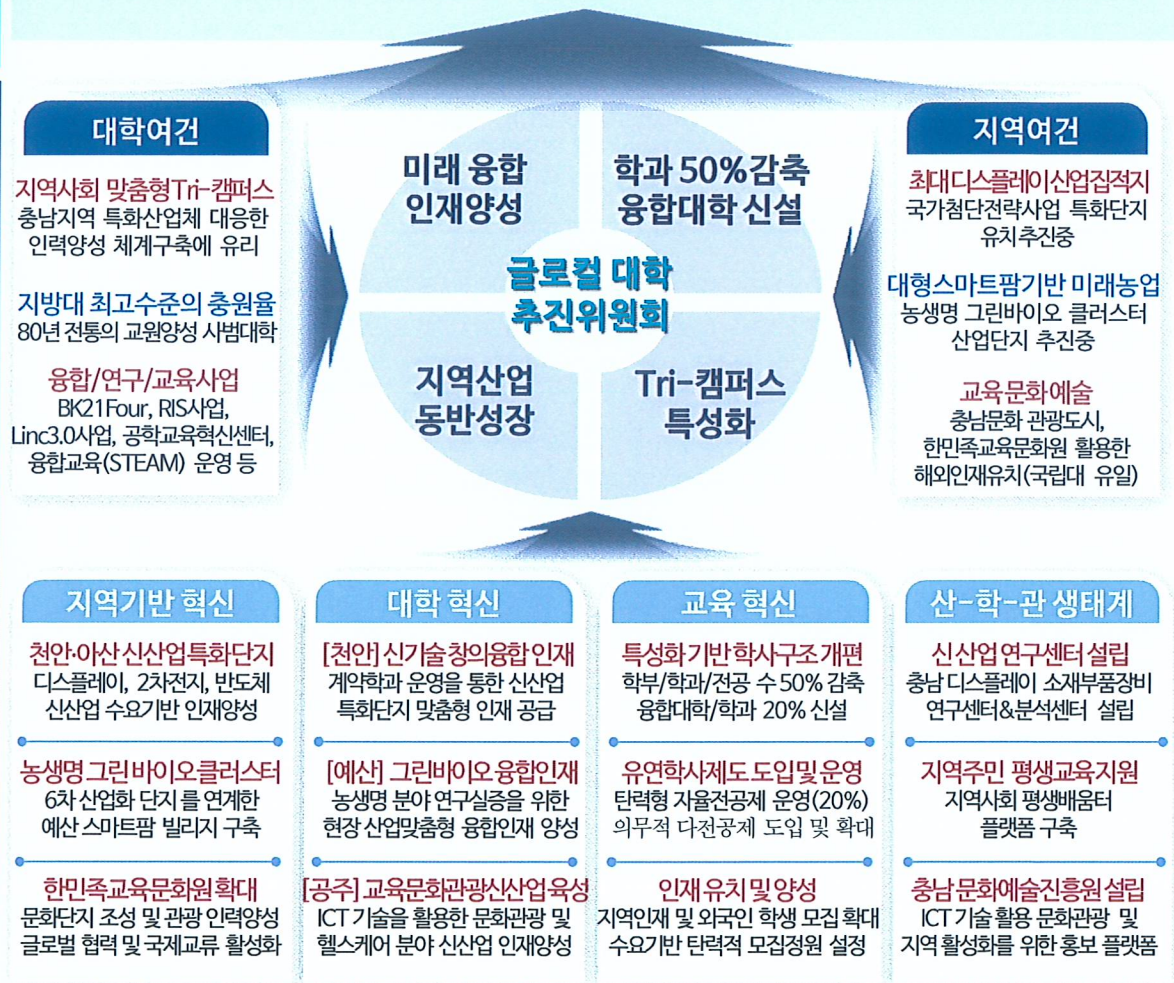 대학여건
지역사회 맞춤형Tri-캠퍼스
충남지역 특화산업체 대응한
인력양성 체계구축에 유리
지방대 최고수준의 충원율
80년 전통의 교원양성 사범대학
융합/연구/교육사업
BK21Four, RIS사업,
Linc3.0사업, 공학교육혁신센터,
융합교육(STEAM) 운영 등
미래 융합
인재양성
학과 50%감축
융합대학 신설
글로컬 대학
추진위원회
지역산업
동반성장
Tri-캠퍼스
특성화
지역여건
최대 디스플레이 산업 집적지
국가첨단전략사업 특화단지
유치 추진중
대형스마트팜기반 미래농업
농생명 그린바이오 클러스터
산업단지 추진중
교육 문화 예술
충남문화 관광도시,
한민족교육문화원 활용한
해외인재유치(국립대 유일)
지역기반 혁신
천안·아산 신산업 특화 단지
디스플레이, 2차전지, 반도체
신산업 수요기반 인재양성
농생명 그린 바이오 클러스터
6차 산업화 단지 를 연계한
예산 스마트팜 빌리지 구축
한민족교육문화원 확대
문화단지 조성 및 관광 인력양성
글로벌 협력 및 국제교류 활성화
대학 혁신
[천안] 신기술 창의융합 인재
계약학과 운영을 통한 신산업
특화단지 맞춤형 인재 공급
[예산] 그린바이오 융합인재
농생명 분야 연구실증을 위한
현장 산업맞춤형 융합인재 양성
[공주] 교육문화관광신산업 육성
ICT 기술을 활용한 문화관광 및
헬스케어 분야 신산업 인재양성
교육 혁신
특성화 기반 학사구조 개편
학부/학과/전공 수 50% 감축
융합대학/학과 20% 신설
유연학사제도 도입 및 운영
탄력형 자율전공제 운영(20%)
의무적 다전공제 도입 및 확대
인재 유치 및 양성
지역인재 및 외국인 학생 모집 확대
수요기반 탄력적 모집정원 설정
산-학-관 생태계
신 산업 연구센터 설립
충남 디스플레이 소재부품장비
연구센터&분석센터 설립
지역주민 평생교육 지원
지역사회 평생배움터
플랫폼 구축
충남 문화예술진흥원 설립
ICT 기술 활용 문화관광 및
지역 활성화를 위한 홍보 플랫폼